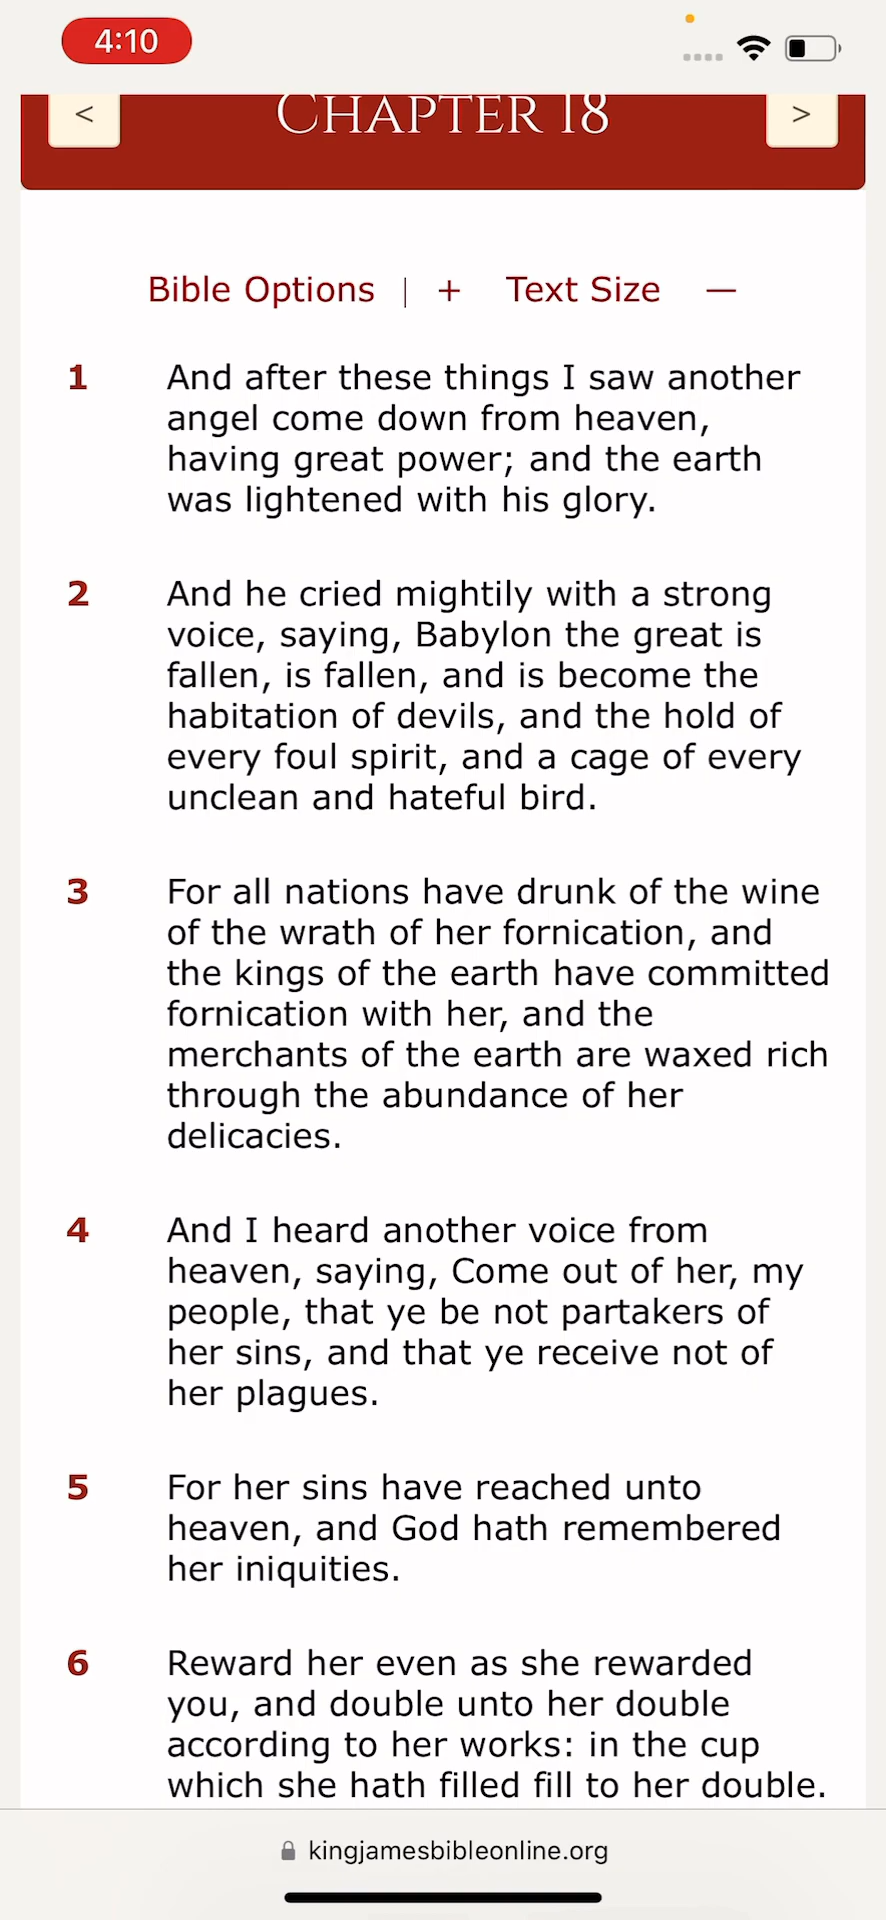 4:10
< CHAPTER 18 >
Bible Options | + Text Size —
1 And after these things I saw another
angel come down from heaven,
having great power; and the earth
was lightened with his glory.
2 And he cried mightily with a strong
voice, saying, Babylon the great is
fallen, is fallen, and is become the
habitation of devils, and the hold of
every foul spirit, and a cage of every
unclean and hateful bird.
3 For all nations have drunk of the wine
of the wrath of her fornication, and
the kings of the earth have committed
fornication with her, and the
merchants of the earth are waxed rich
through the abundance of her
delicacies.
4 And I heard another voice from
heaven, saying, Come out of her, my
people, that ye be not partakers of
her sins, and that ye receive not of
her plagues.
5 For her sins have reached unto
heaven, and God hath remembered
her iniquities.
6 Reward her even as she rewarded
you, and double unto her double
according to her works: in the cup
which she hath filled fill to her double.
kingjamesbibleonline.org